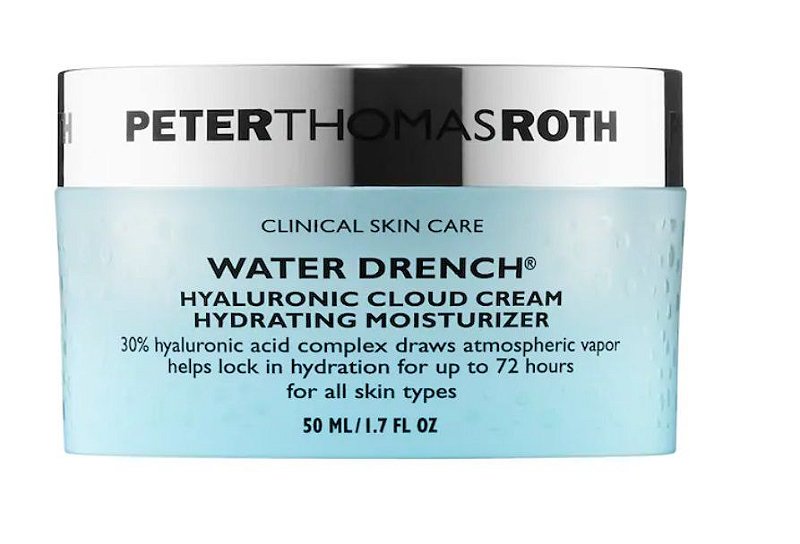 PETERTHOMASROTH
CLINICAL SKIN CARE
WATER DRENCH®
HYALURONIC CLOUD CREAM
HYDRATING MOISTURIZER
30% hyaluronic acid complex draws atmospheric vapor
helps lock in hydration for up to 72 hours
for all skin types
50 ML/1.7 FL OZ